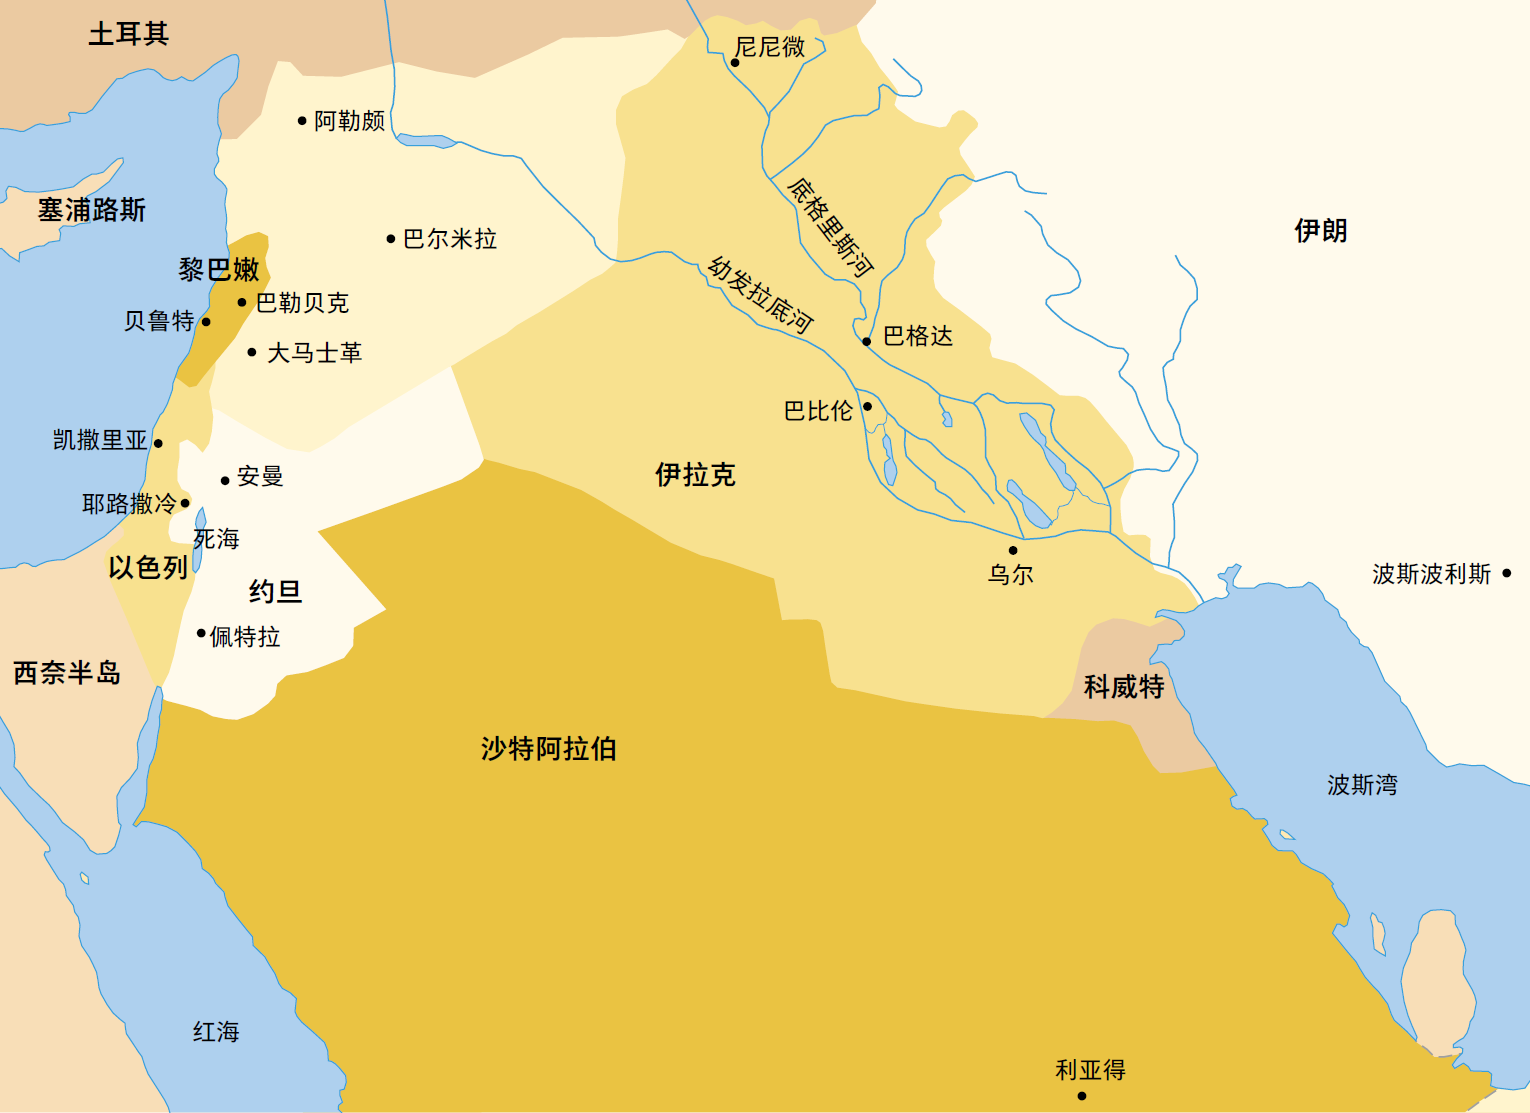 土耳其
尼尼微
阿勒颇
塞浦路斯
底格里斯河
伊朗
巴尔米拉
黎巴嫩
幼发拉底河
巴勒贝克
贝鲁特
巴格达
大马士革
巴比伦
凯撒里亚
安曼
伊拉克
耶路撒冷
死海
以色列
乌尔
波斯波利斯
约旦
佩特拉
西奈半岛
科威特
沙特阿拉伯
波斯湾
红海
利亚得